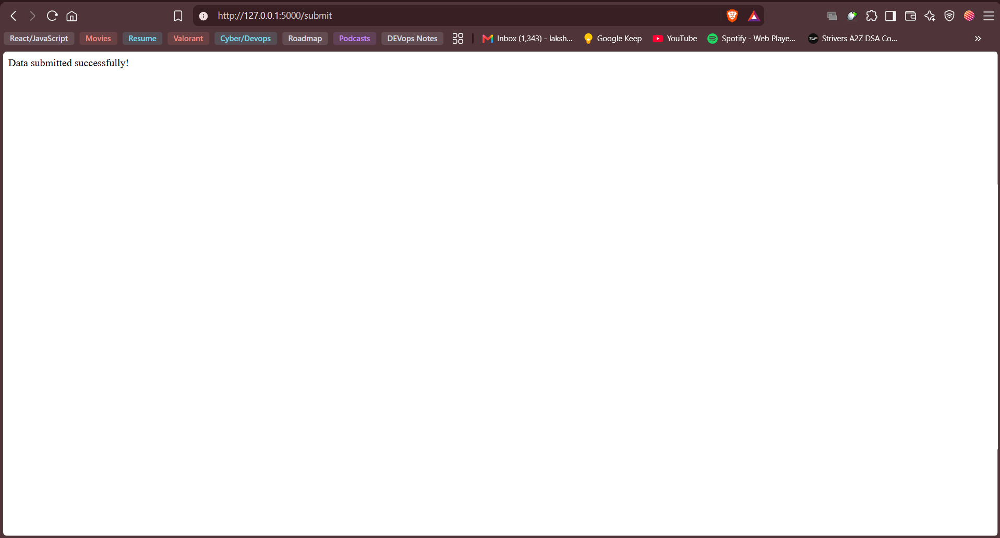 http://127.0.0.1:5000/submit
React/JavaScript Movies Resume Valorant Cyber/Devops Roadmap Podcasts DEVops Notes Inbox (1,343) - laksh... Google Keep YouTube Spotify - Web Playe... TUF Strivers A2Z DSA Co... »
Data submitted successfully!